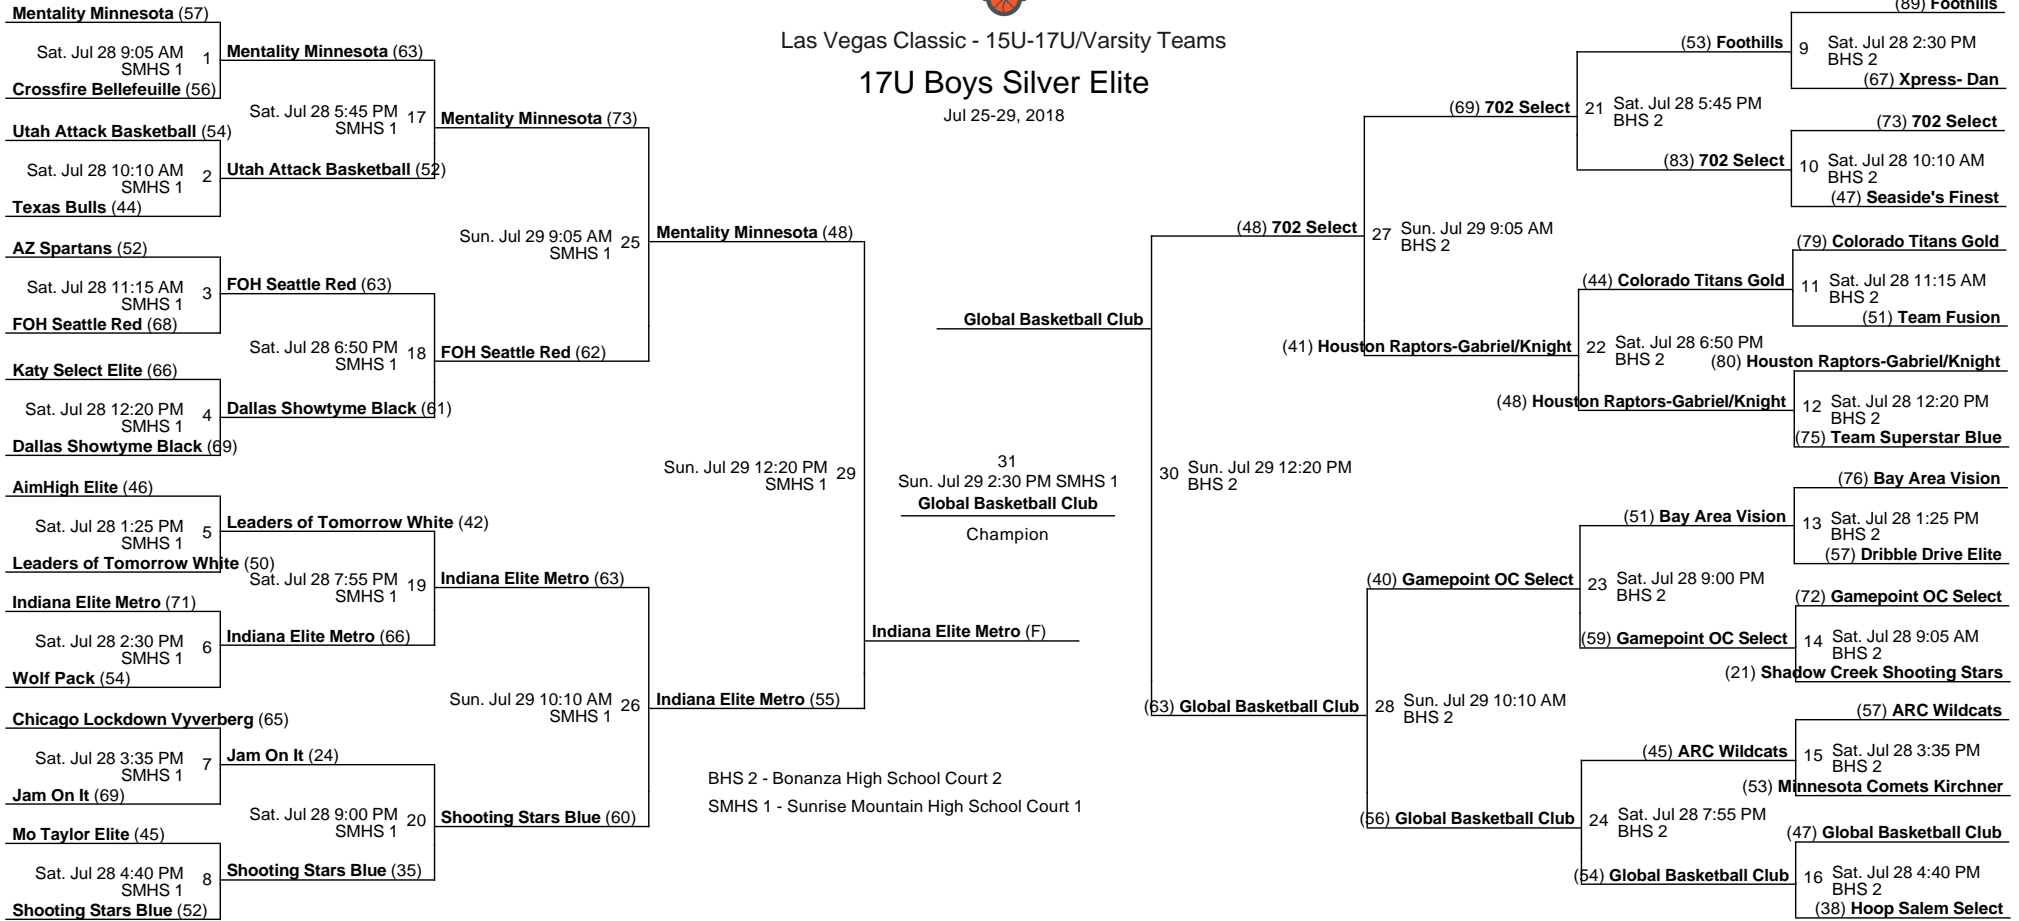 Las Vegas Classic - 15U-17U/Varsity Teams
17U Boys Silver Elite
Jul 25-29, 2018
Mentality Minnesota (57)
Sat. Jul 28 9:05 AM
SMHS 1
1
Crossfire Bellefeuille (56)
Utah Attack Basketball (54)
Sat. Jul 28 10:10 AM
SMHS 1
2
Texas Bulls (44)
AZ Spartans (52)
Sat. Jul 28 11:15 AM
SMHS 1
3
FOH Seattle Red (68)
Katy Select Elite (66)
Sat. Jul 28 12:20 PM
SMHS 1
4
Dallas Showtyme Black (69)
AimHigh Elite (46)
Sat. Jul 28 1:25 PM
SMHS 1
5
Leaders of Tomorrow White (50)
Indiana Elite Metro (71)
Sat. Jul 28 2:30 PM
SMHS 1
6
Wolf Pack (54)
Chicago Lockdown Vyverberg (65)
Sat. Jul 28 3:35 PM
SMHS 1
7
Jam On It (69)
Mo Taylor Elite (45)
Sat. Jul 28 4:40 PM
SMHS 1
8
Shooting Stars Blue (52)
Mentality Minnesota (63)
Sat. Jul 28 5:45 PM
SMHS 1
17
Utah Attack Basketball (52)
FOH Seattle Red (63)
Sat. Jul 28 6:50 PM
SMHS 1
18
Dallas Showtyme Black (61)
Leaders of Tomorrow White (42)
Sat. Jul 28 7:55 PM
SMHS 1
19
Indiana Elite Metro (66)
Jam On It (24)
Sat. Jul 28 9:00 PM
SMHS 1
20
Shooting Stars Blue (35)
Mentality Minnesota (73)
Sun. Jul 29 9:05 AM
SMHS 1
25
FOH Seattle Red (62)
Indiana Elite Metro (63)
Sun. Jul 29 10:10 AM
SMHS 1
26
Shooting Stars Blue (60)
Mentality Minnesota (48)
Sun. Jul 29 12:20 PM
SMHS 1
29
Indiana Elite Metro (55)
Indiana Elite Metro (F)
Global Basketball Club
31
Sun. Jul 29 2:30 PM SMHS 1
Global Basketball Club
Champion
BHS 2 - Bonanza High School Court 2
SMHS 1 - Sunrise Mountain High School Court 1
(48) 702 Select
30
Sun. Jul 29 12:20 PM
BHS 2
(63) Global Basketball Club
(69) 702 Select
27
Sun. Jul 29 9:05 AM
BHS 2
(41) Houston Raptors-Gabriel/Knight
(40) Gamepoint OC Select
28
Sun. Jul 29 10:10 AM
BHS 2
(56) Global Basketball Club
(53) Foothills
21
Sat. Jul 28 5:45 PM
BHS 2
(83) 702 Select
(44) Colorado Titans Gold
22
Sat. Jul 28 6:50 PM
BHS 2
(48) Houston Raptors-Gabriel/Knight
(51) Bay Area Vision
23
Sat. Jul 28 9:00 PM
BHS 2
(59) Gamepoint OC Select
(45) ARC Wildcats
24
Sat. Jul 28 7:55 PM
BHS 2
(54) Global Basketball Club
(89) Foothills
9
Sat. Jul 28 2:30 PM
BHS 2
(67) Xpress- Dan
(73) 702 Select
10
Sat. Jul 28 10:10 AM
BHS 2
(47) Seaside's Finest
(79) Colorado Titans Gold
11
Sat. Jul 28 11:15 AM
BHS 2
(51) Team Fusion
(80) Houston Raptors-Gabriel/Knight
12
Sat. Jul 28 12:20 PM
BHS 2
(75) Team Superstar Blue
(76) Bay Area Vision
13
Sat. Jul 28 1:25 PM
BHS 2
(57) Dribble Drive Elite
(72) Gamepoint OC Select
14
Sat. Jul 28 9:05 AM
BHS 2
(21) Shadow Creek Shooting Stars
(57) ARC Wildcats
15
Sat. Jul 28 3:35 PM
BHS 2
(53) Minnesota Comets Kirchner
(47) Global Basketball Club
16
Sat. Jul 28 4:40 PM
BHS 2
(38) Hoop Salem Select